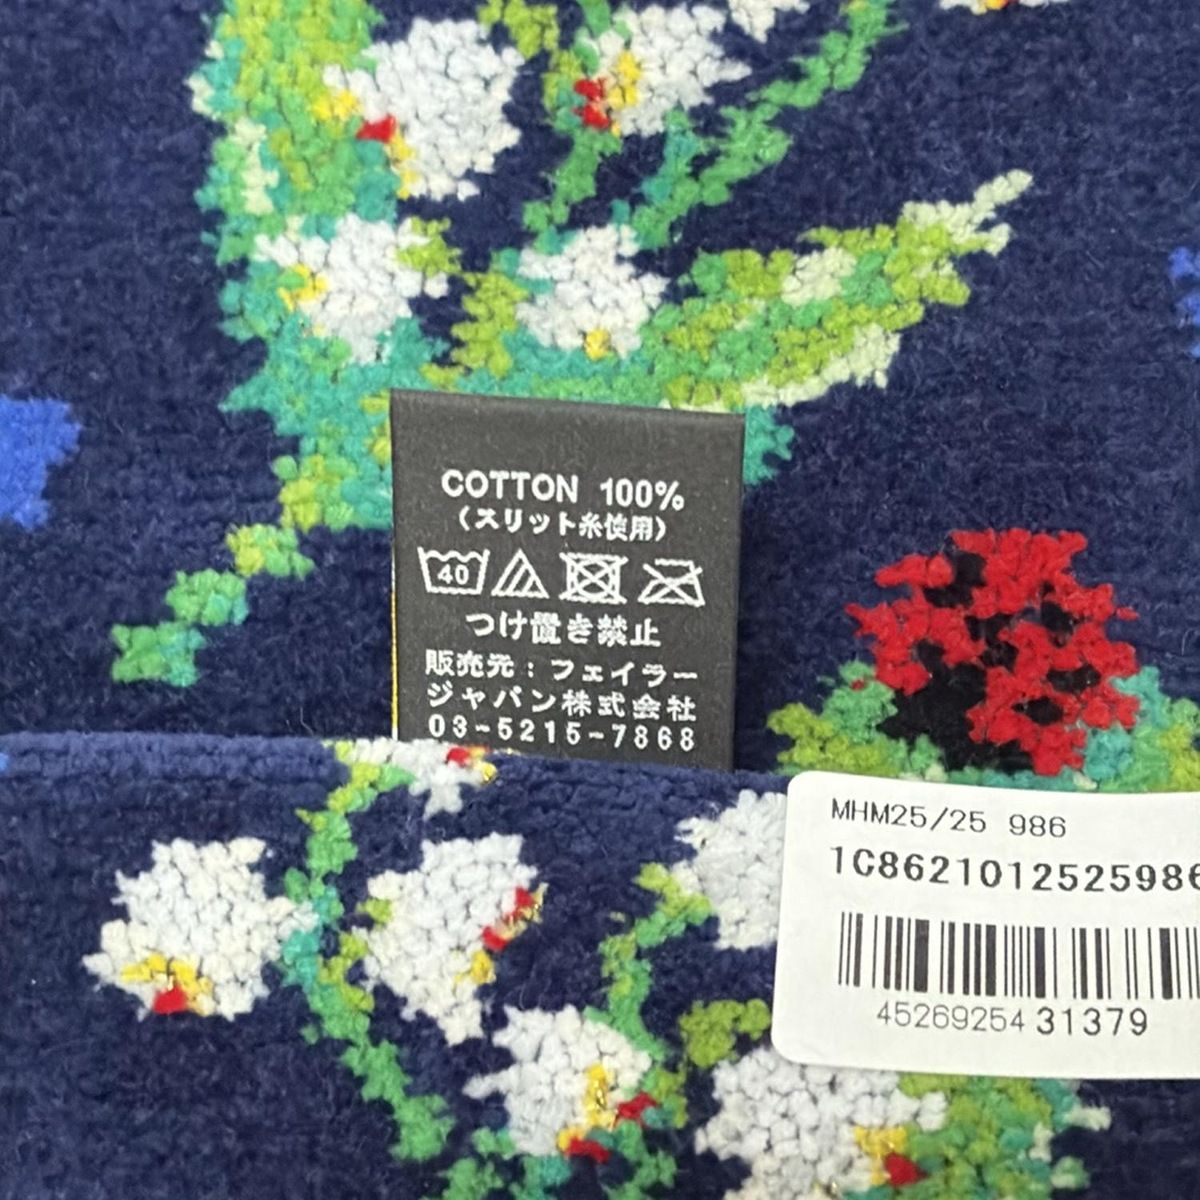 COTTON 100%
(スリット糸使用)
40
つけ置き禁止
販売元:フェイラー
ジャパン株式会社
03-5215-7868
MHM25/25 986
1C8621012525986
4526925431379